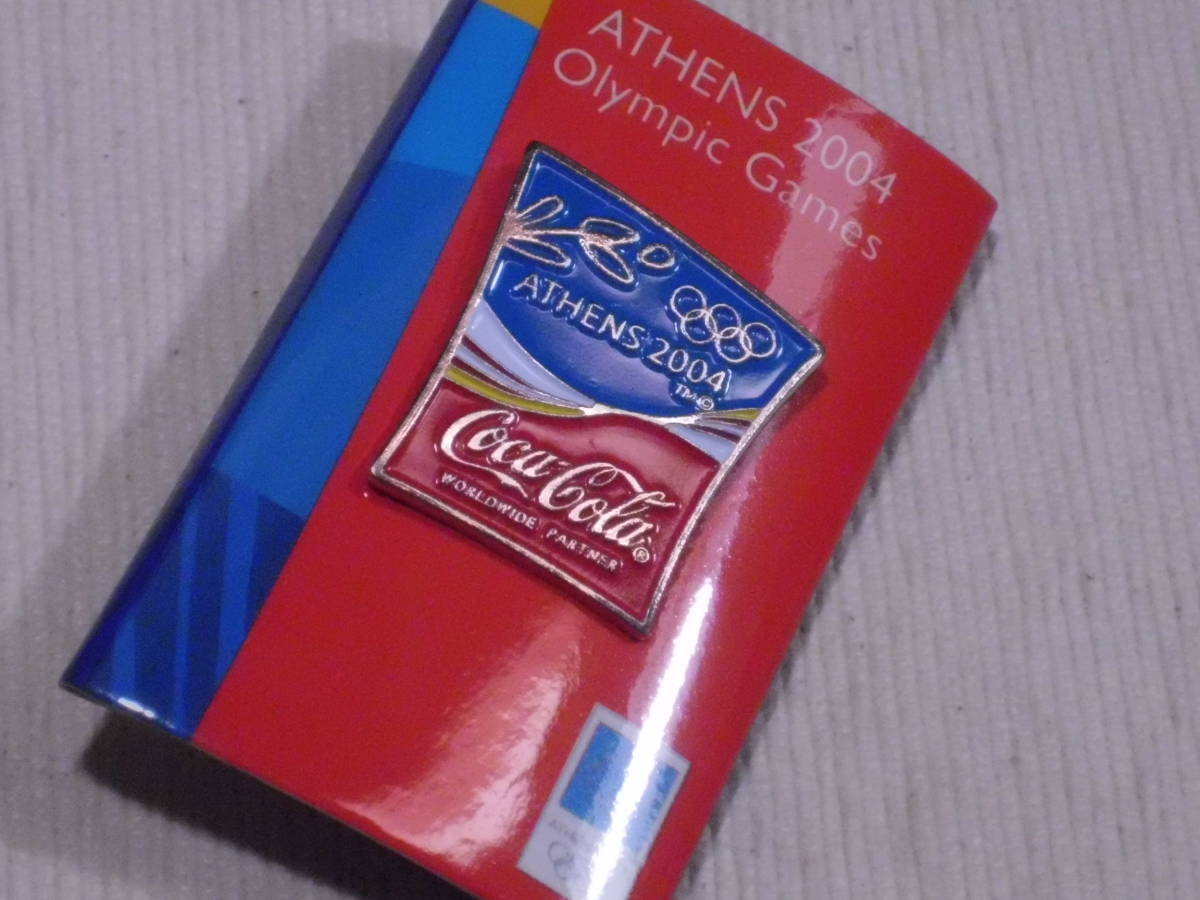 ATHENS 2004
Olympic Games
ATHENS 2004
TM©
Coca-Cola®
WORLDWIDE PARTNER